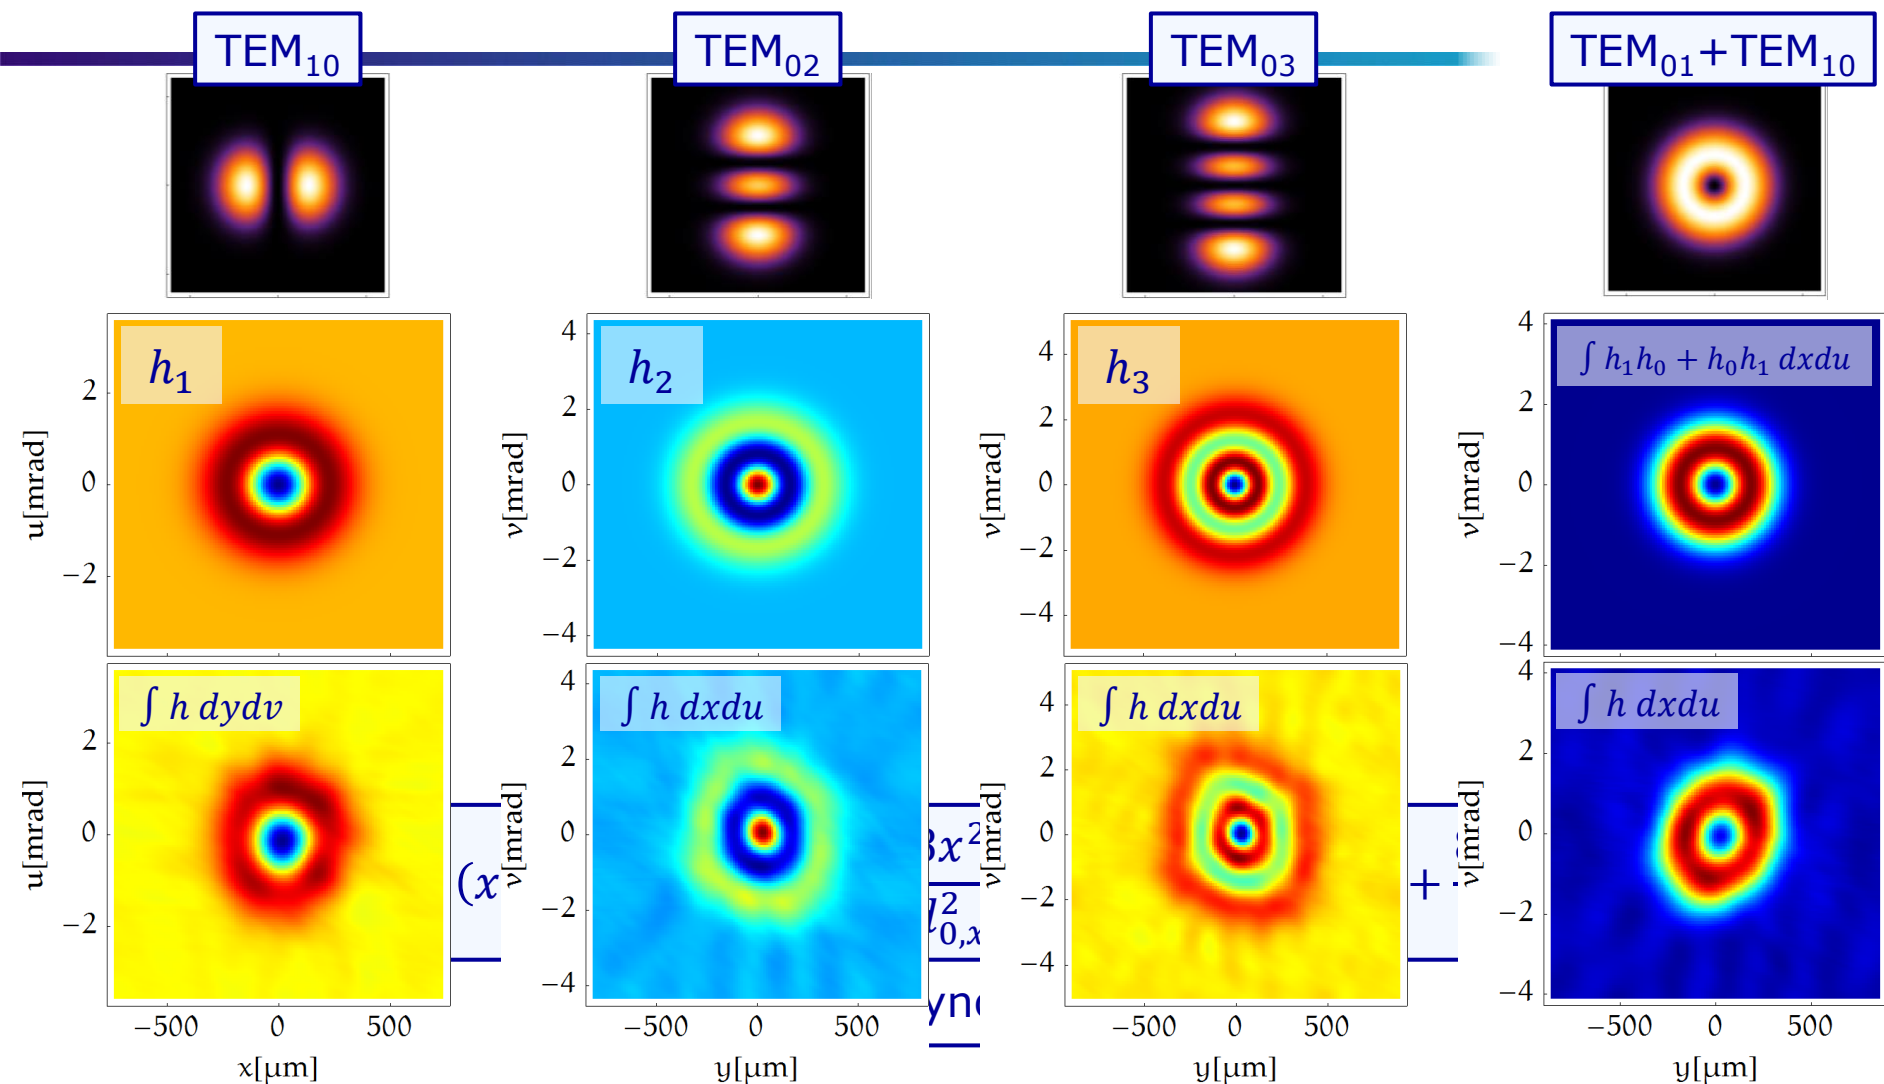 TEM₁₀ TEM₀₂ TEM₀₃ TEM₀₁+TEM₁₀
h₁
u[mrad]
2
0
−2
h₂
v[mrad]
4
2
0
−2
−4
h₃
v[mrad]
4
2
0
−2
−4
∫ h₁h₀ + h₀h₁ dxdu
v[mrad]
4
2
0
−2
−4
∫ h dydv
u[mrad]
2
0
−2
−500 0 500
x[μm]
(x
∫ h dxdu
v[mrad]
4
2
0
−2
−4
−500 0 500
y[μm]
x²
²₀,ₓ
∫ h dxdu
v[mrad]
4
2
0
−2
−4
−500 0 500
y[μm]
+
∫ h dxdu
v[mrad]
4
2
0
−2
−4
−500 0 500
y[μm]